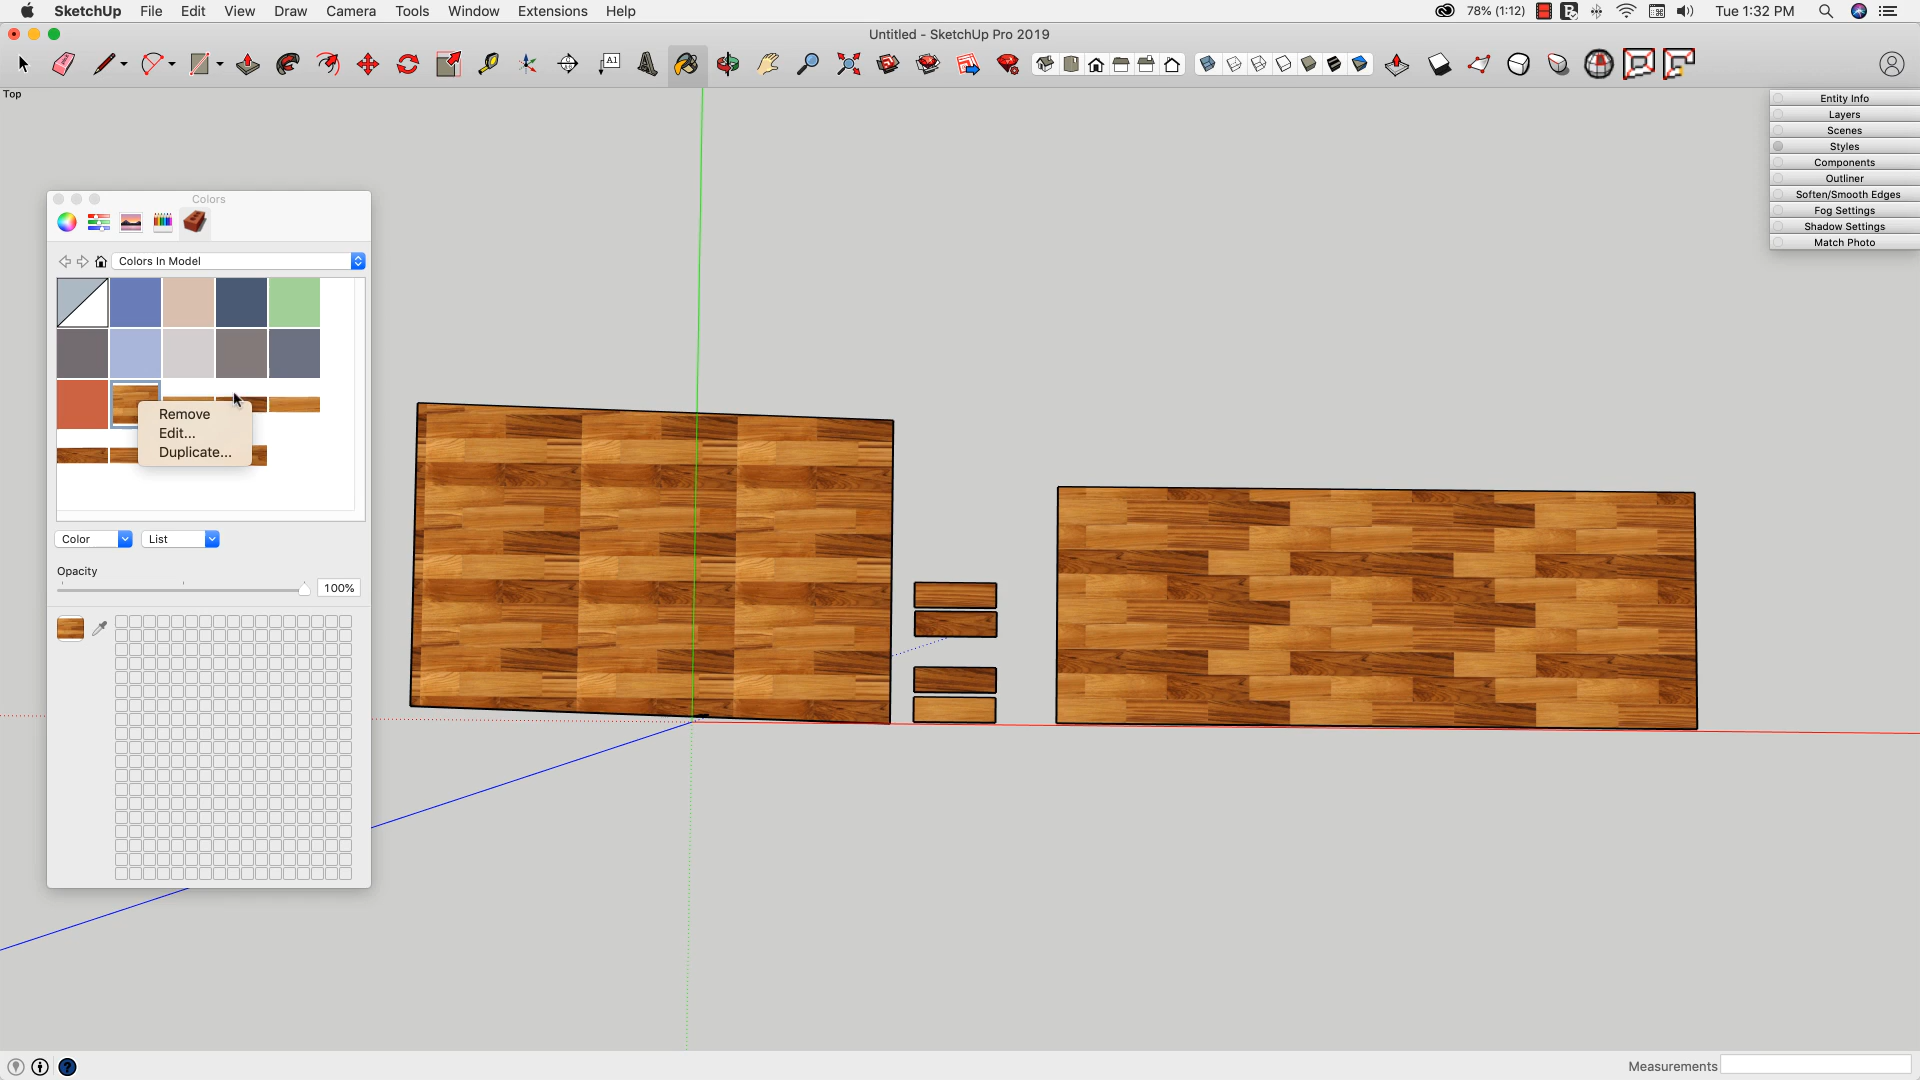 SketchUp File Edit View Draw Camera Tools Window Extensions Help 78% (1:12) Tue 1:32 PM
Untitled - SketchUp Pro 2019
A1
Top
Entity Info
Layers
Scenes
Styles
Components
Outliner
Soften/Smooth Edges
Fog Settings
Shadow Settings
Match Photo
Colors
Colors In Model
Remove
Edit...
Duplicate...
Color List
Opacity
100%
Measurements